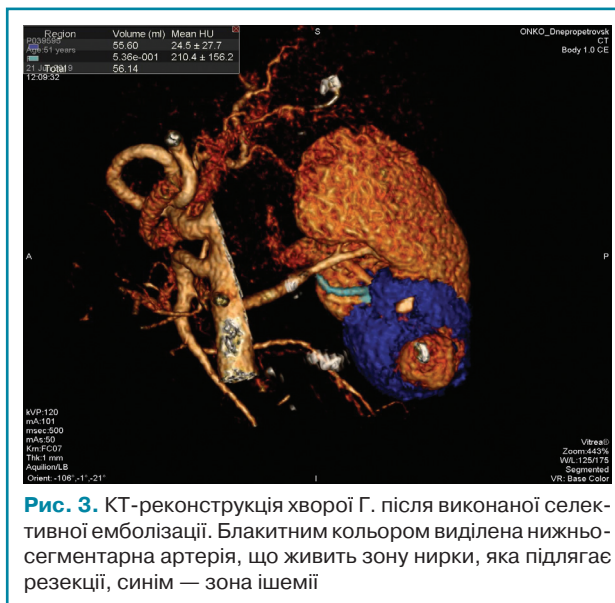 Region Volume (ml) Mean HU
55.60 24.5 ± 27.7
5.36e-001 210.4 ± 156.2
Total 56.14
Age:51 years
12:09:32
S
ONKO_Dnepropetrovsk
CT
Body 1.0 CE
A
P
kVP:120
mA:101
msec:500
mAs:50
Km:FC07
Thk:1 mm
Aquilion/LB
Orient: -106°,-1°,-21°
I
Vitrea®
Zoom:443%
W/L:125/175
Segmented
VR: Base Color
Рис. 3. КТ-реконструкція хворої Г. після виконаної селек-
тивної емболізації. Блакитним кольором виділена нижньо-
сегментарна артерія, що живить зону нирки, яка підлягає
резекції, синім — зона ішемії